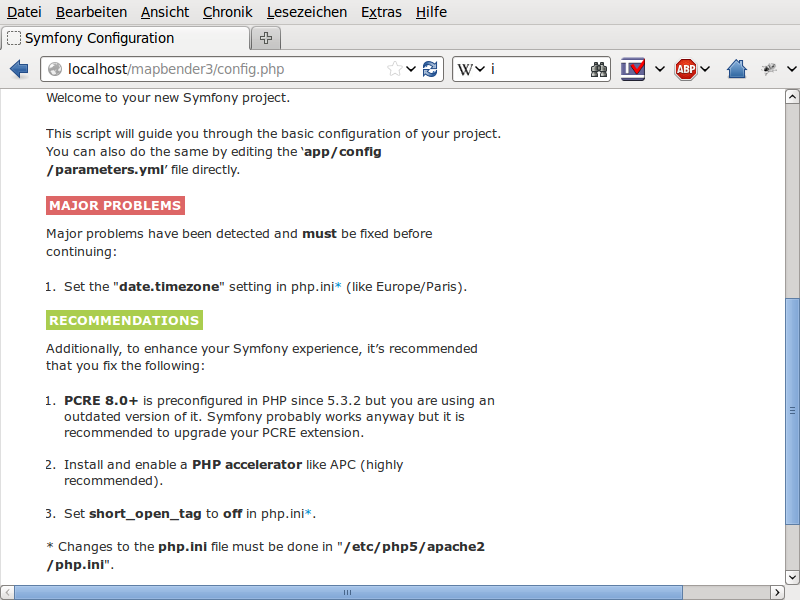 Datei Bearbeiten Ansicht Chronik Lesezeichen Extras Hilfe
Symfony Configuration
localhost/mapbender3/config.php
W i
ABP
Welcome to your new Symfony project.
This script will guide you through the basic configuration of your project.
You can also do the same by editing the ‘app/config
/parameters.yml’ file directly.
MAJOR PROBLEMS
Major problems have been detected and must be fixed before
continuing:
1. Set the "date.timezone" setting in php.ini* (like Europe/Paris).
RECOMMENDATIONS
Additionally, to enhance your Symfony experience, it’s recommended
that you fix the following:
1. PCRE 8.0+ is preconfigured in PHP since 5.3.2 but you are using an
outdated version of it. Symfony probably works anyway but it is
recommended to upgrade your PCRE extension.
2. Install and enable a PHP accelerator like APC (highly
recommended).
3. Set short_open_tag to off in php.ini*.
* Changes to the php.ini file must be done in "/etc/php5/apache2
/php.ini".